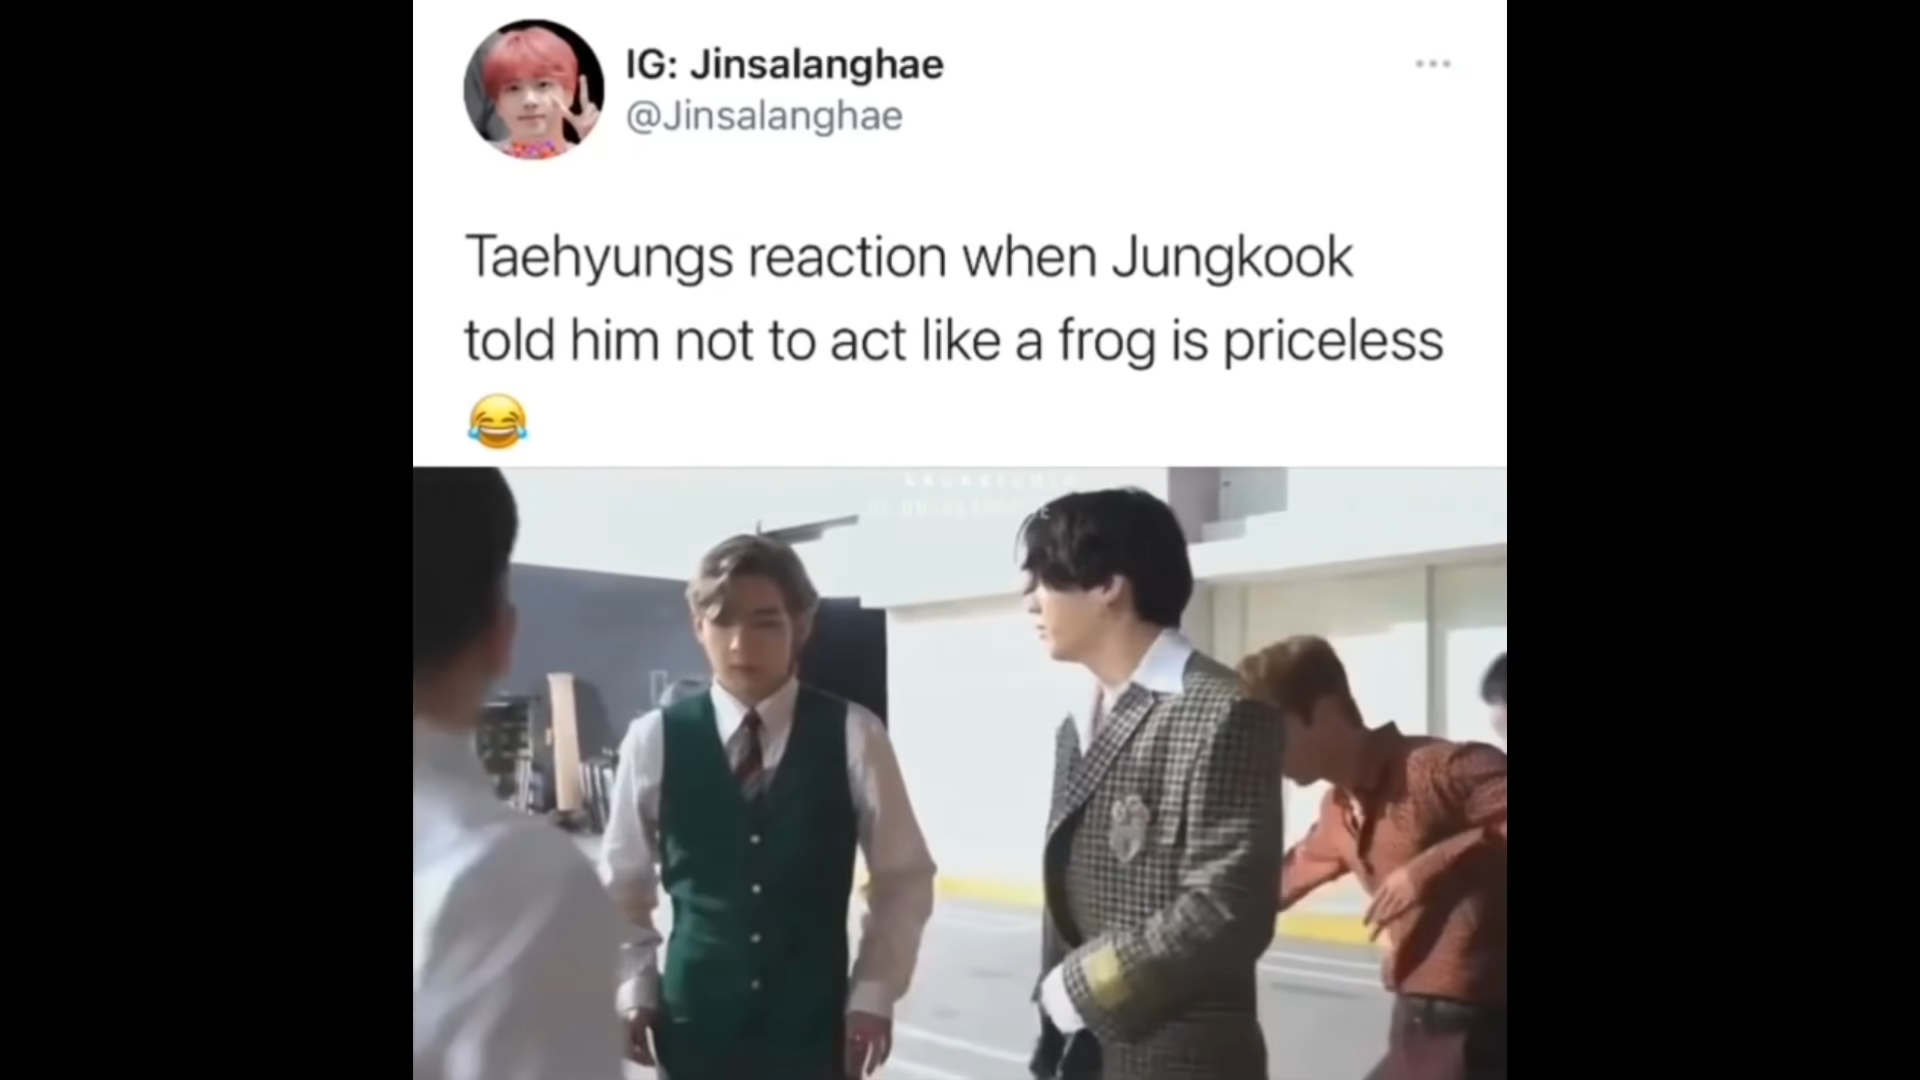 IG: Jinsalanghae
@Jinsalanghae
Taehyungs reaction when Jungkook
told him not to act like a frog is priceless
😂